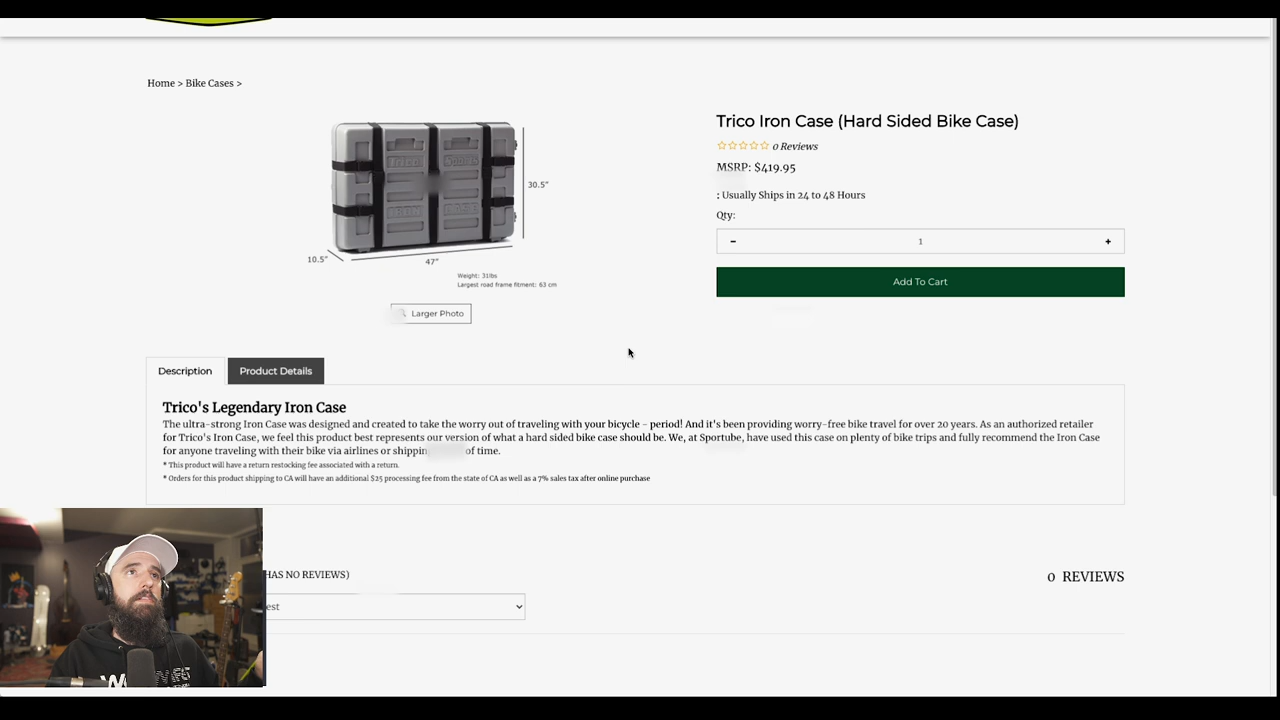 Home > Bike Cases >
Trico Iron Case (Hard Sided Bike Case)
0 Reviews
MSRP: $419.95
: Usually Ships in 24 to 48 Hours
Qty:
− 1 +
Add To Cart
30.5"
10.5"
47"
Weight: 31lbs
Largest road frame fitment: 63 cm
Larger Photo
Description Product Details
Trico's Legendary Iron Case
The ultra-strong Iron Case was designed and created to take the worry out of traveling with your bicycle - period! And it's been providing worry-free bike travel for over 20 years. As an authorized retailer
for Trico's Iron Case, we feel this product best represents our version of what a hard sided bike case should be. We, at Sportube, have used this case on plenty of bike trips and fully recommend the Iron Case
for anyone traveling with their bike via airlines or of time.
* This product will have a return restocking fee associated with a return.
* Orders for this product shipping to CA will have an additional $25 processing fee from the state of CA as well as a 7% sales tax after online purchase
HAS NO REVIEWS)
0 REVIEWS
est